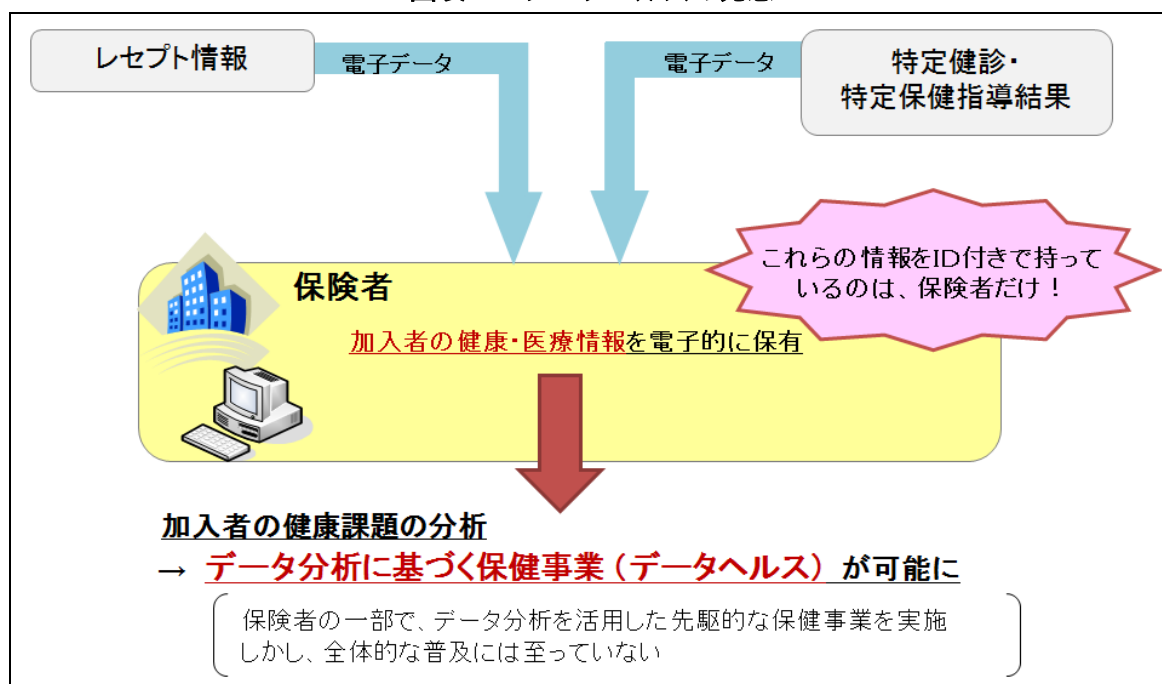 レセプト情報
電子データ
電子データ
特定健診・
特定保健指導結果
これらの情報をID付きで持って
いるのは、保険者だけ！
保険者
加入者の健康・医療情報を電子的に保有
加入者の健康課題の分析
→ データ分析に基づく保健事業（データヘルス）が可能に
保険者の一部で、データ分析を活用した先駆的な保健事業を実施
しかし、全体的な普及には至っていない